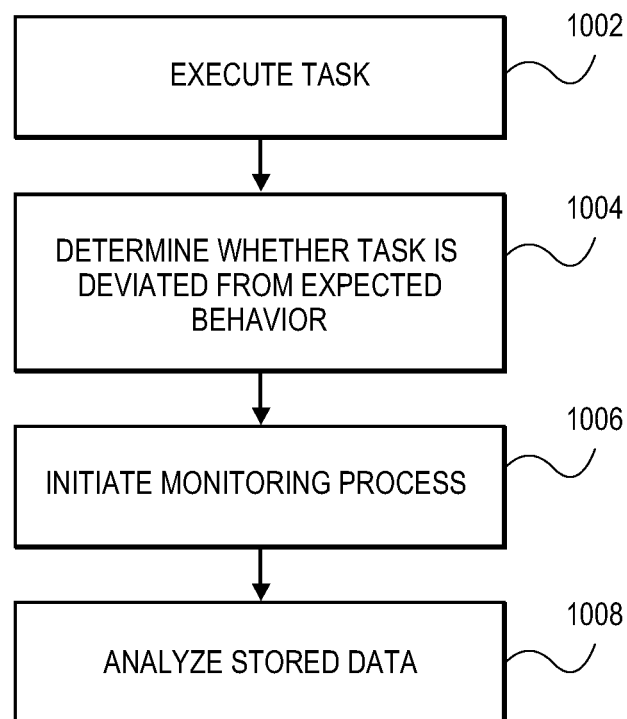 1002
EXECUTE TASK
1004
DETERMINE WHETHER TASK IS
DEVIATED FROM EXPECTED
BEHAVIOR
1006
INITIATE MONITORING PROCESS
1008
ANALYZE STORED DATA